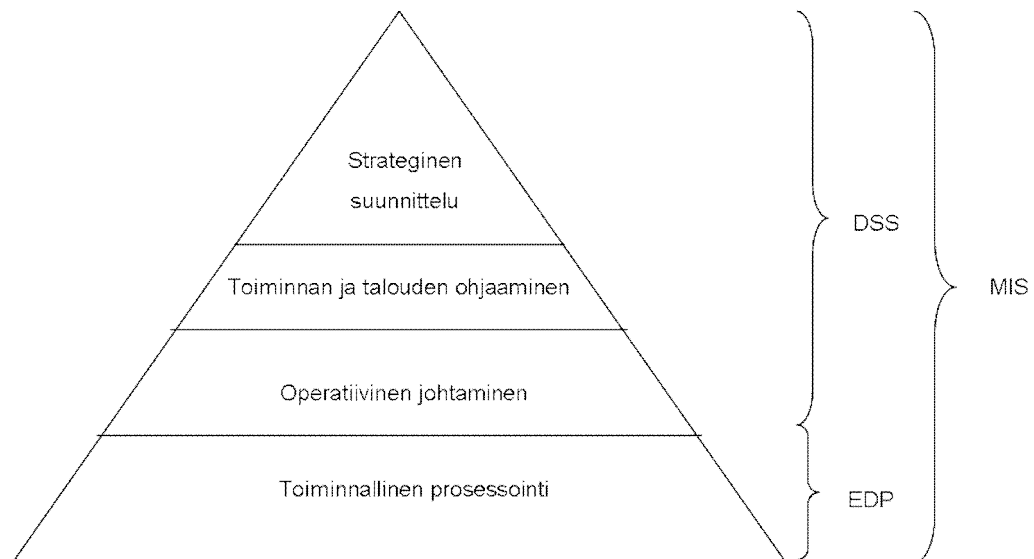 Strateginen
suunnittelu
DSS
Toiminnan ja talouden ohjaaminen
MIS
Operatiivinen johtaminen
Toiminnallinen prosessointi
EDP